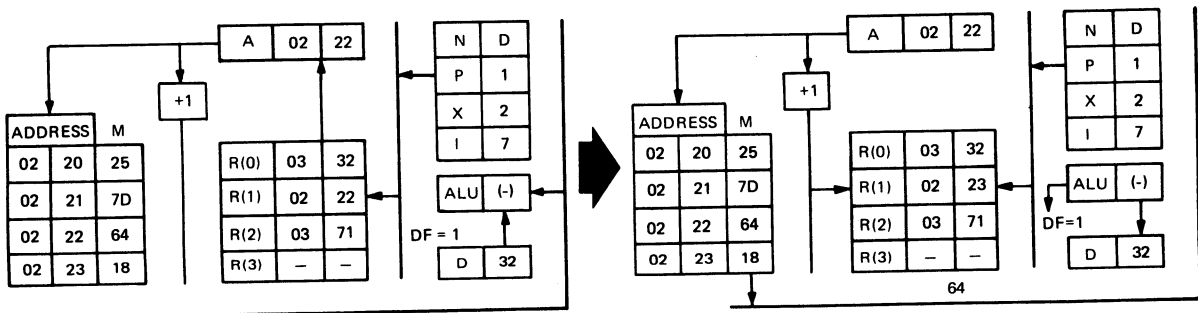 A 02 22
+1
ADDRESS M
02 20 25
02 21 7D
02 22 64
02 23 18
R(0) 03 32
R(1) 02 22
R(2) 03 71
R(3) — —
N D
P 1
X 2
I 7
ALU (-)
DF = 1
D 32
A 02 22
+1
ADDRESS M
02 20 25
02 21 7D
02 22 64
02 23 18
R(0) 03 32
R(1) 02 23
R(2) 03 71
R(3) — —
64
N D
P 1
X 2
I 7
ALU (-)
DF=1
D 32